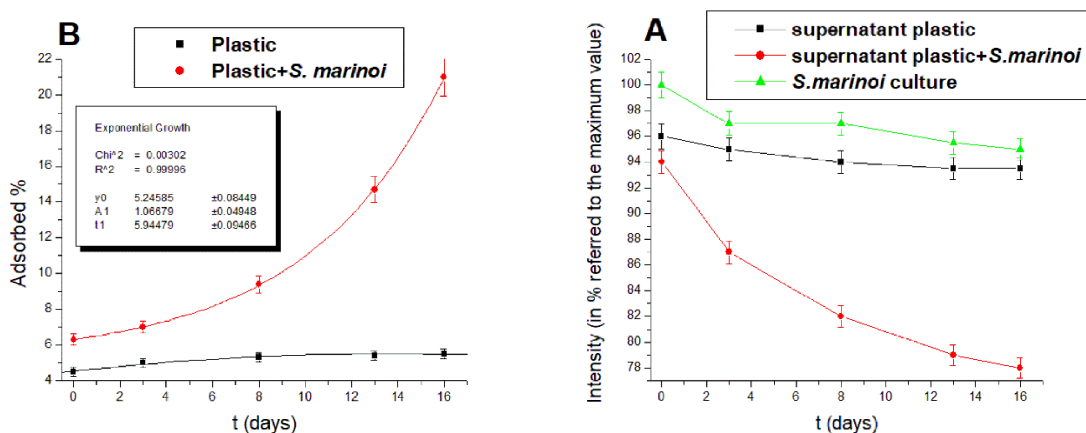 B
Plastic
Plastic+S. marinoi
22
20
18
16
14
12
10
8
6
4
Adsorbed %
Exponential Growth
Chi^2 = 0.00302
R^2 = 0.99996
y0 5.24585 ±0.08449
A1 1.06679 ±0.04948
t1 5.94479 ±0.09466
0 2 4 6 8 10 12 14 16
t (days)
A
supernatant plastic
supernatant plastic+S.marinoi
S.marinoi culture
102
100
98
96
94
92
90
88
86
84
82
80
78
Intensity (in % referred to the maximum value)
0 2 4 6 8 10 12 14 16
t (days)